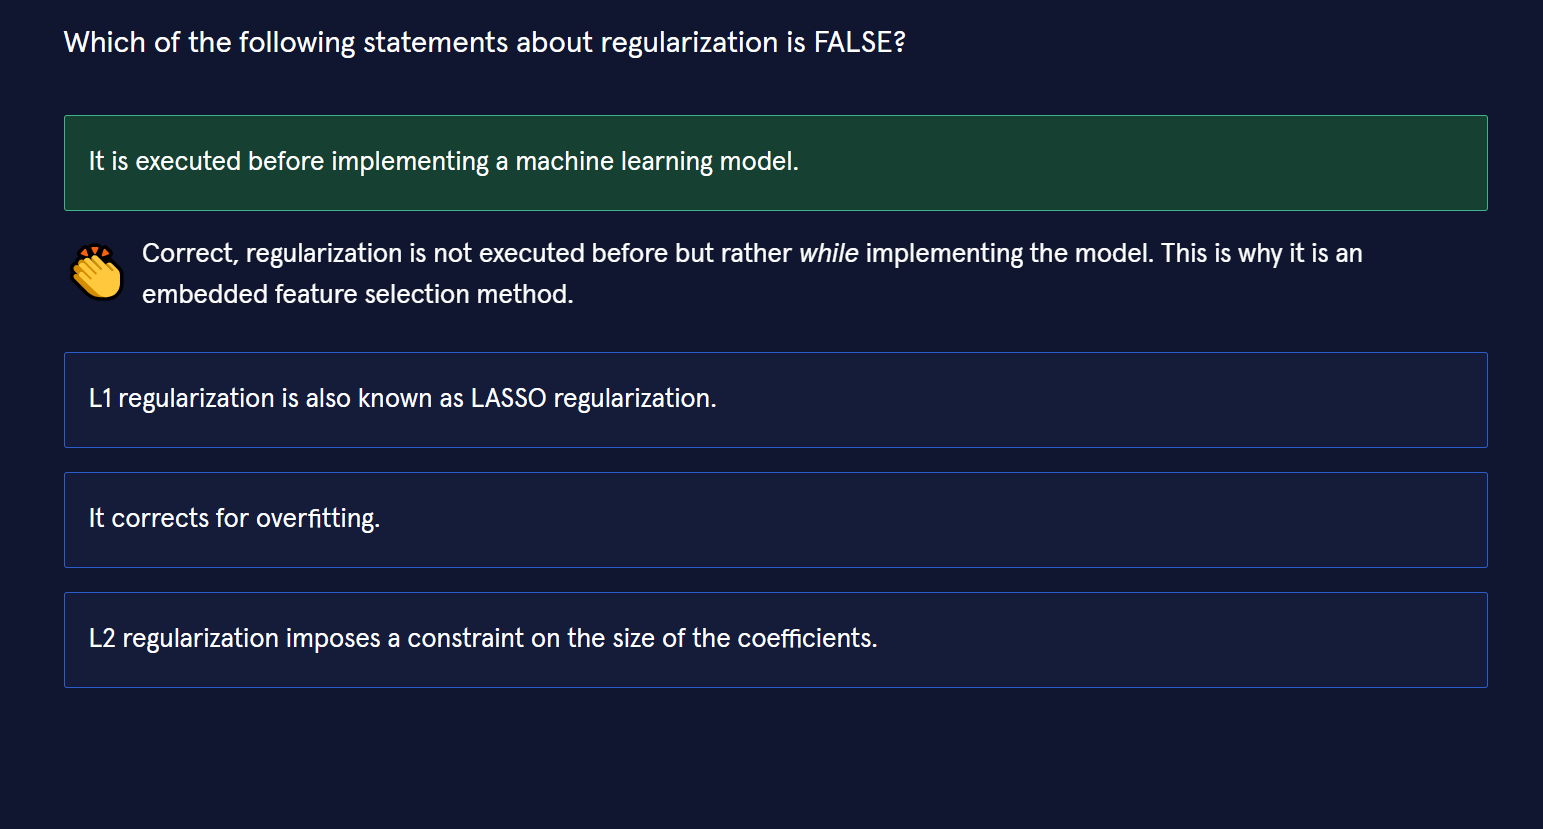 Which of the following statements about regularization is FALSE?
It is executed before implementing a machine learning model.
Correct, regularization is not executed before but rather while implementing the model. This is why it is an
embedded feature selection method.
L1 regularization is also known as LASSO regularization.
It corrects for overfitting.
L2 regularization imposes a constraint on the size of the coefficients.